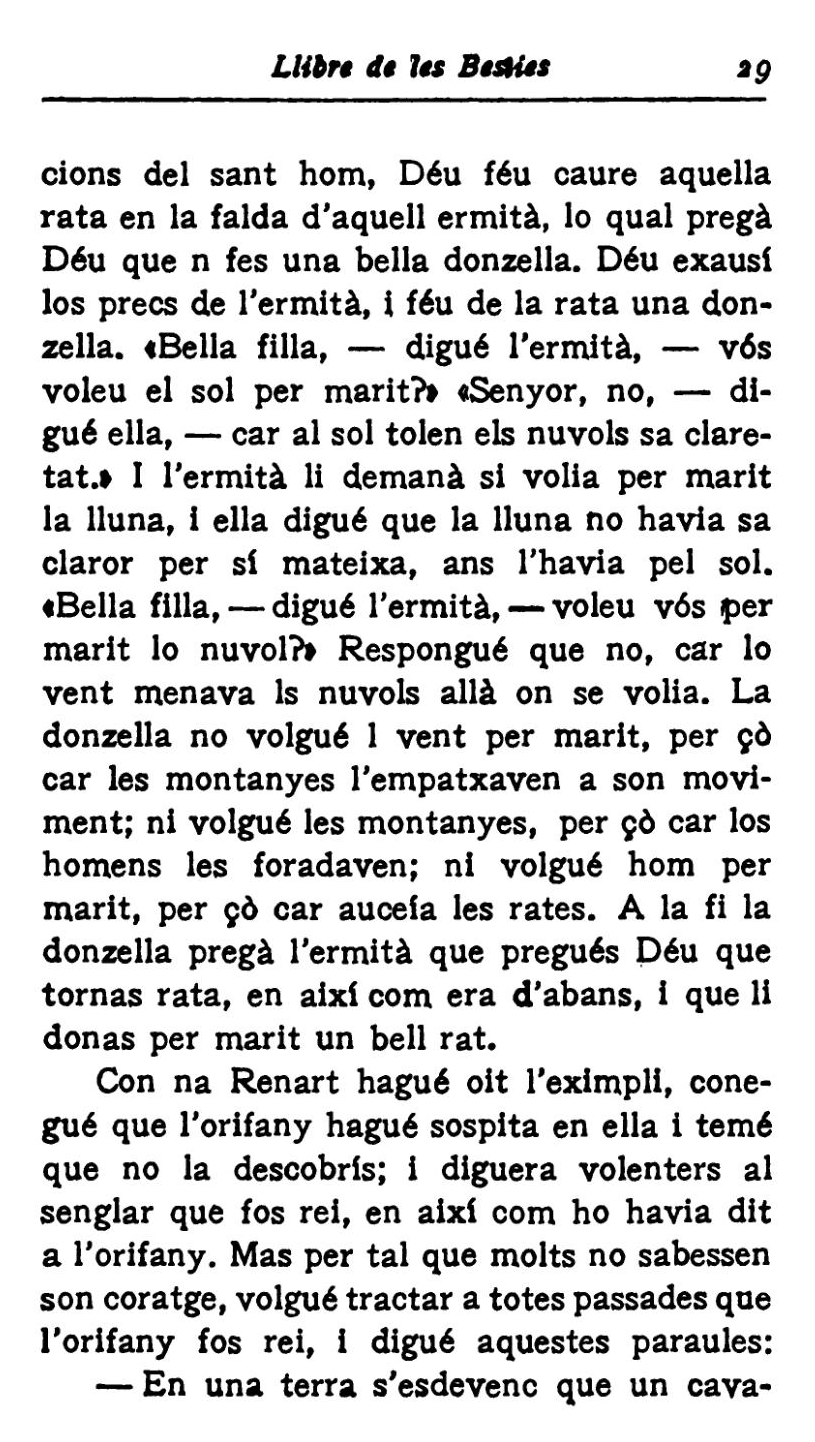 Llibre de les Besties 29
cions del sant hom, Déu féu caure aquella
rata en la falda d'aquell ermità, lo qual pregà
Déu que n fes una bella donzella. Déu exausí
los precs de l'ermità, i féu de la rata una don-
zella. «Bella filla, — digué l'ermità, — vós
voleu el sol per marit?» «Senyor, no, — di-
gué ella, — car al sol tolen els nuvols sa clare-
tat.» I l'ermità li demanà si volia per marit
la lluna, i ella digué que la lluna no havia sa
claror per sí mateixa, ans l'havia pel sol.
«Bella filla, — digué l'ermità, — voleu vós per
marit lo nuvol?» Respongué que no, car lo
vent menava ls nuvols allà on se volia. La
donzella no volgué l vent per marit, per çò
car les montanyes l'empatxaven a son movi-
ment; ni volgué les montanyes, per çò car los
homens les foradaven; ni volgué hom per
marit, per çò car auceía les rates. A la fi la
donzella pregà l'ermità que pregués Déu que
tornas rata, en així com era d'abans, i que li
donas per marit un bell rat.
Con na Renart hagué oit l'eximpli, cone-
gué que l'orifany hagué sospita en ella i temé
que no la descobrís; i diguera volenters al
senglar que fos rei, en així com ho havia dit
a l'orifany. Mas per tal que molts no sabessen
son coratge, volgué tractar a totes passades que
l'orifany fos rei, i digué aquestes paraules:
— En una terra s'esdevenc que un cava-